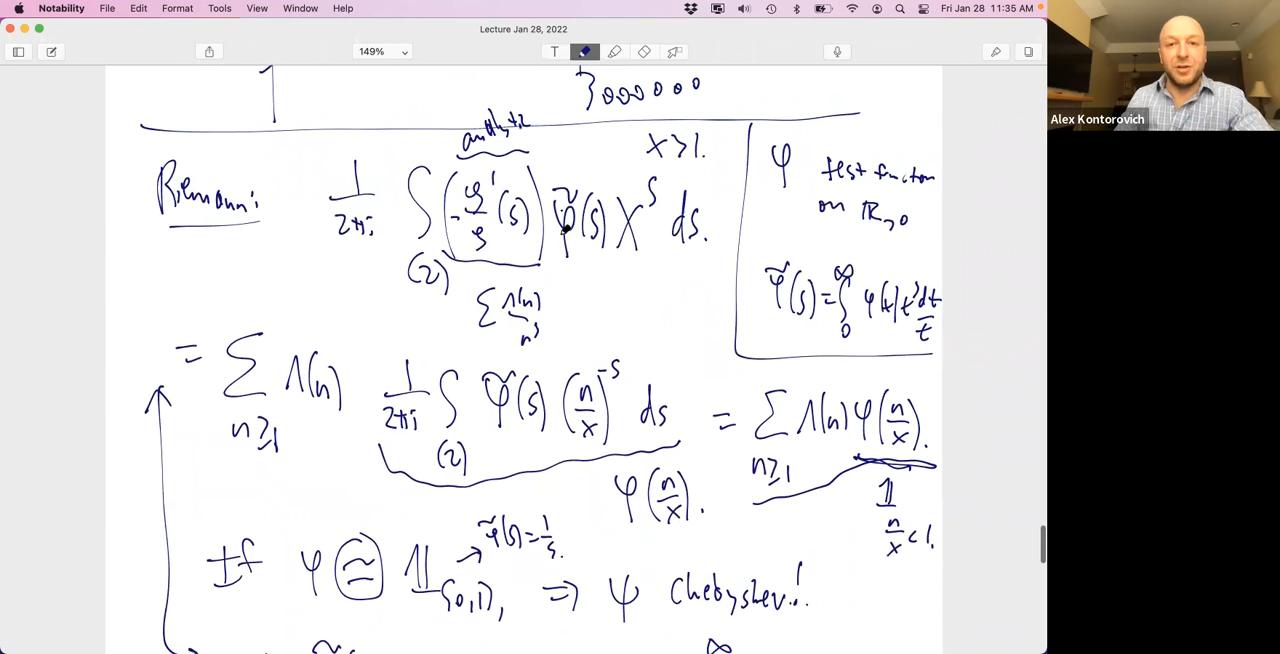 Notability File Edit Format Tools View Window Help Fri Jan 28 11:35 AM
Lecture Jan 28, 2022
149%
T
Alex Kontorovich
1 3000000
analytic
X>1.
Riemann: 1/2πi ∫_(2) (-ζ'/ζ (s)) φ̃(s) X^s ds.
Σ Λ(n)/n^s
φ test function
on ℝ_>0
φ̃(s) = ∫_0^∞ φ(t) t^s dt/t
= Σ_{n≥1} Λ(n) 1/2πi ∫_(2) φ̃(s) (n/x)^{-s} ds = Σ_{n≥1} Λ(n) φ(n/x).
φ(n/x).
𝟙 n/x < 1.
→ φ̃(s) = 1/s.
If φ ≅ 𝟙_(0,1), ⇒ ψ Chebyshev!
∞